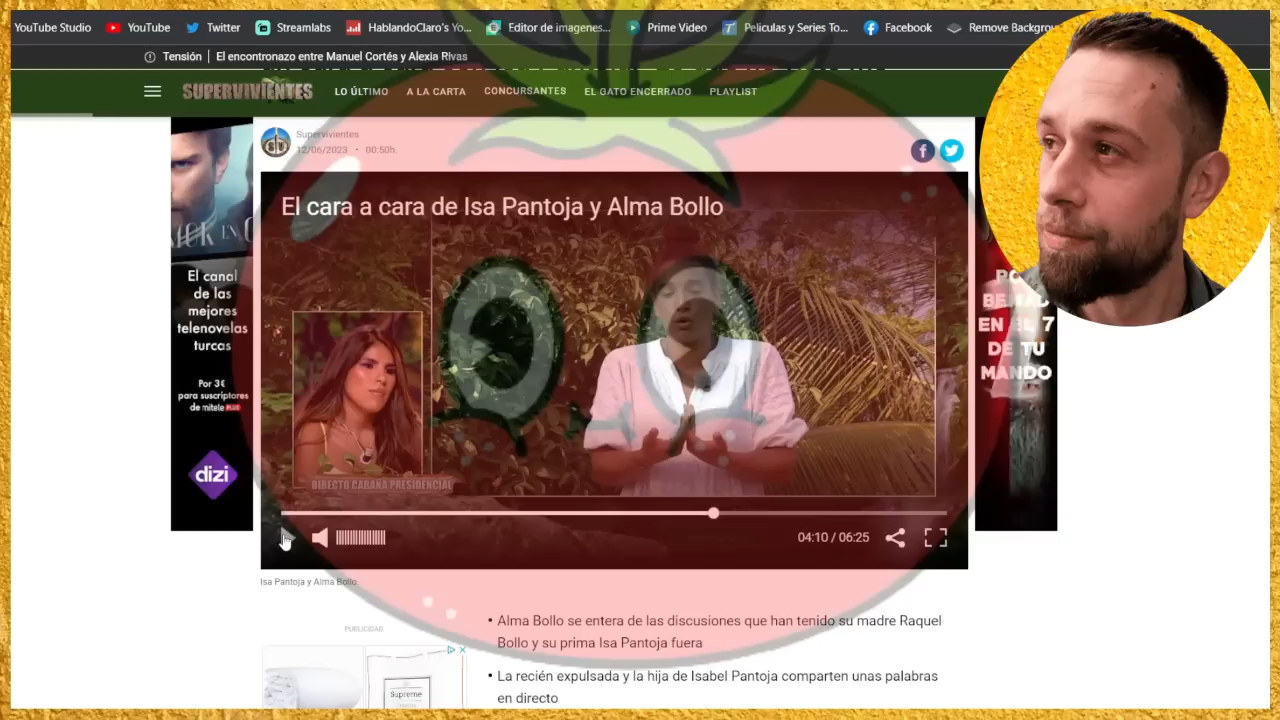 YouTube Studio
YouTube
Twitter
Streamlabs
HablandoClaro's Yo...
Editor de imagenes...
Prime Video
Peliculas y Series To...
Facebook
Remove Backgrou
Tensión | El encontronazo entre Manuel Cortés y Alexia Rivas
SUPERVIVIENTES
LO ÚLTIMO
A LA CARTA
CONCURSANTES
EL GATO ENCERRADO
PLAYLIST
Supervivientes
12/06/2023 • 00:50h.
El cara a cara de Isa Pantoja y Alma Bollo
El canal
de las
mejores
telenovelas
turcas
Por 3€
para suscriptores
de mitele PLUS
dizi
EN EL 7
DE TU
MANDO
DIRECTO CABAÑA PRESIDENCIAL
04:10 / 06:25
Isa Pantoja y Alma Bollo.
PUBLICIDAD
Supreme
• Alma Bollo se entera de las discusiones que han tenido su madre Raquel
Bollo y su prima Isa Pantoja fuera
• La recién expulsada y la hija de Isabel Pantoja comparten unas palabras
en directo